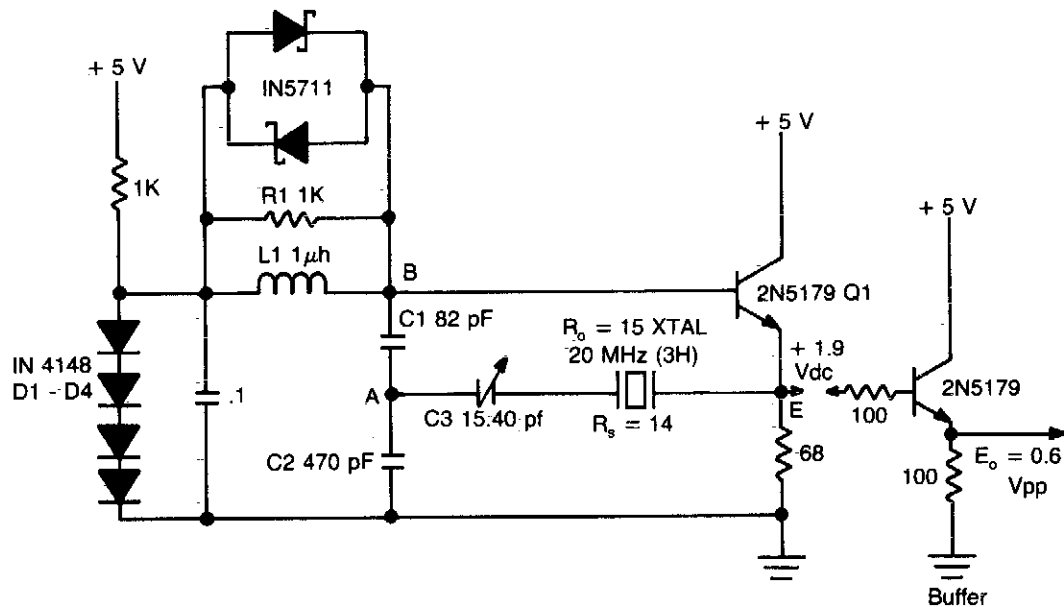 + 5 V
1K
IN5711
R1 1K
L1 1µh
B
C1 82 pF
IN 4148
D1 - D4
.1
A
C3 15:40 pf
C2 470 pF
R₀ = 15 XTAL
20 MHz (3H)
Rₛ = 14
+ 5 V
2N5179 Q1
+ 1.9
Vdc
E
68
+ 5 V
100
2N5179
100
E₀ = 0.6
Vpp
Buffer